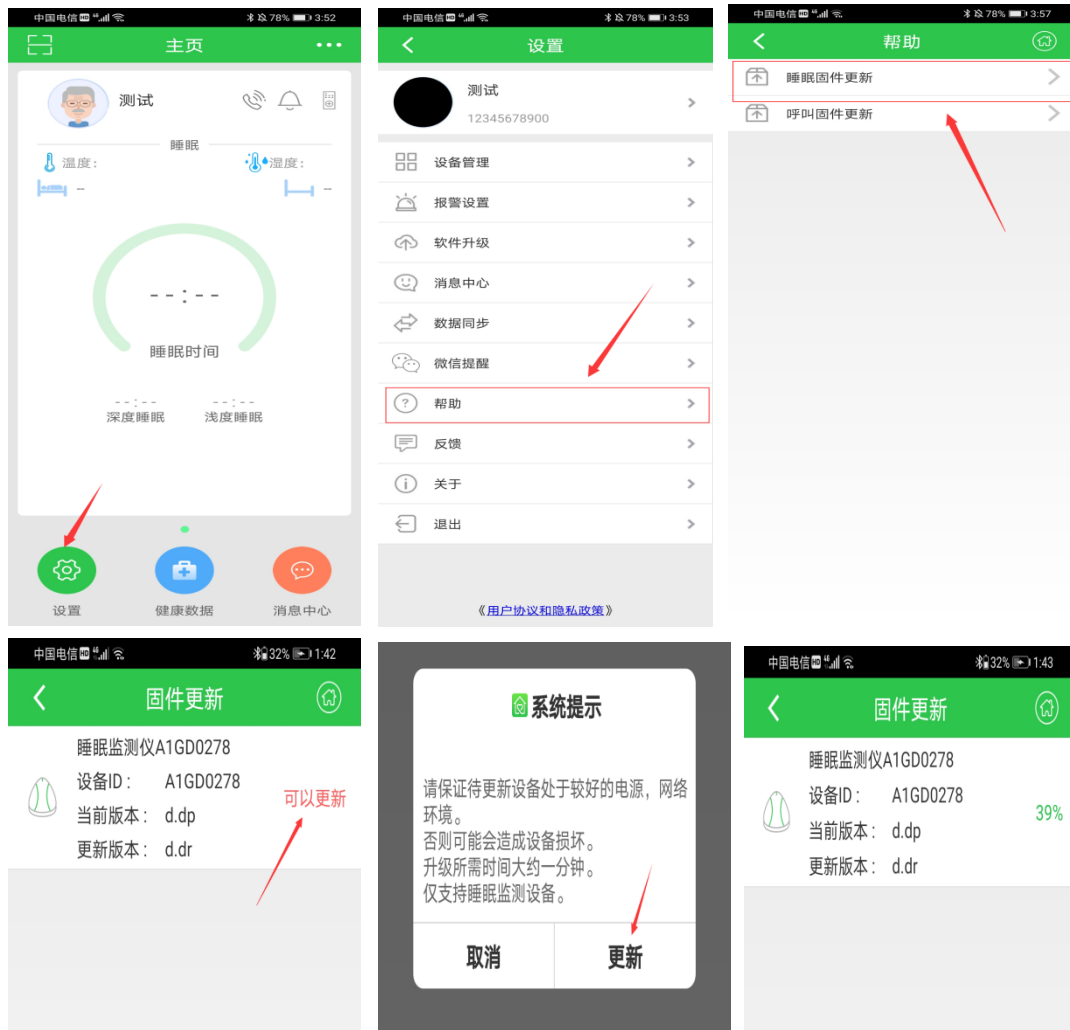 中国电信 HD 4G 78% 3:52
主页
测试
睡眠
温度: 湿度:
-- --
--:--
睡眠时间
--:-- --:--
深度睡眠 浅度睡眠
设置 健康数据 消息中心
中国电信 HD 4G 78% 3:53
设置
测试
12345678900
设备管理
报警设置
软件升级
消息中心
数据同步
微信提醒
帮助
反馈
关于
退出
《用户协议和隐私政策》
中国电信 HD 4G 78% 3:57
帮助
睡眠固件更新
呼叫固件更新
中国电信 HD 4G 32% 1:42
固件更新
睡眠监测仪A1GD0278
设备ID： A1GD0278
可以更新
当前版本： d.dp
更新版本： d.dr
系统提示
请保证待更新设备处于较好的电源，网络
环境。
否则可能会造成设备损坏。
升级所需时间大约一分钟。
仅支持睡眠监测设备。
取消 更新
中国电信 HD 4G 32% 1:43
固件更新
睡眠监测仪A1GD0278
设备ID： A1GD0278
39%
当前版本： d.dp
更新版本： d.dr